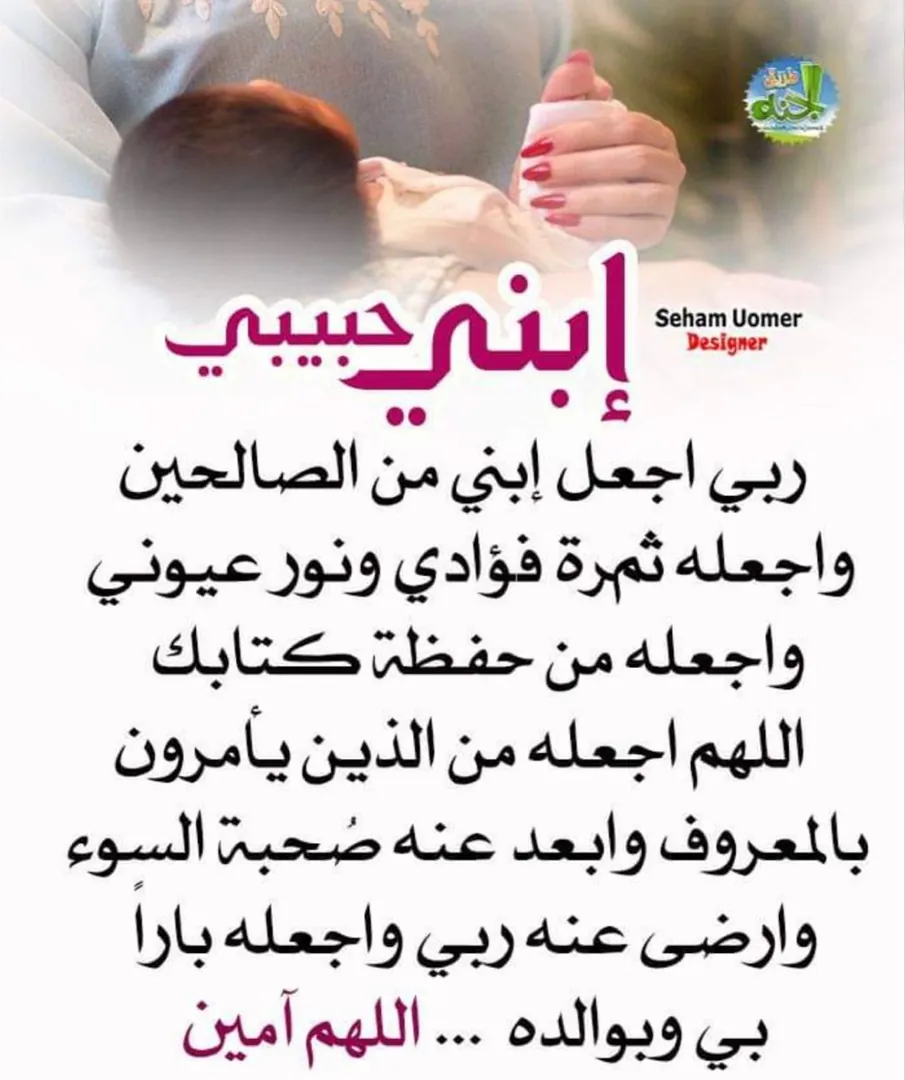 طريق الجنة
إبني حبيبي
Seham Uomer
Designer
ربي اجعل إبني من الصالحين
واجعله ثمرة فؤادي ونور عيوني
واجعله من حفظة كتابك
اللهم اجعله من الذين يأمرون
بالمعروف وابعد عنه صُحبة السوء
وارضى عنه ربي واجعله باراً
بي وبوالده ... اللهم آمين